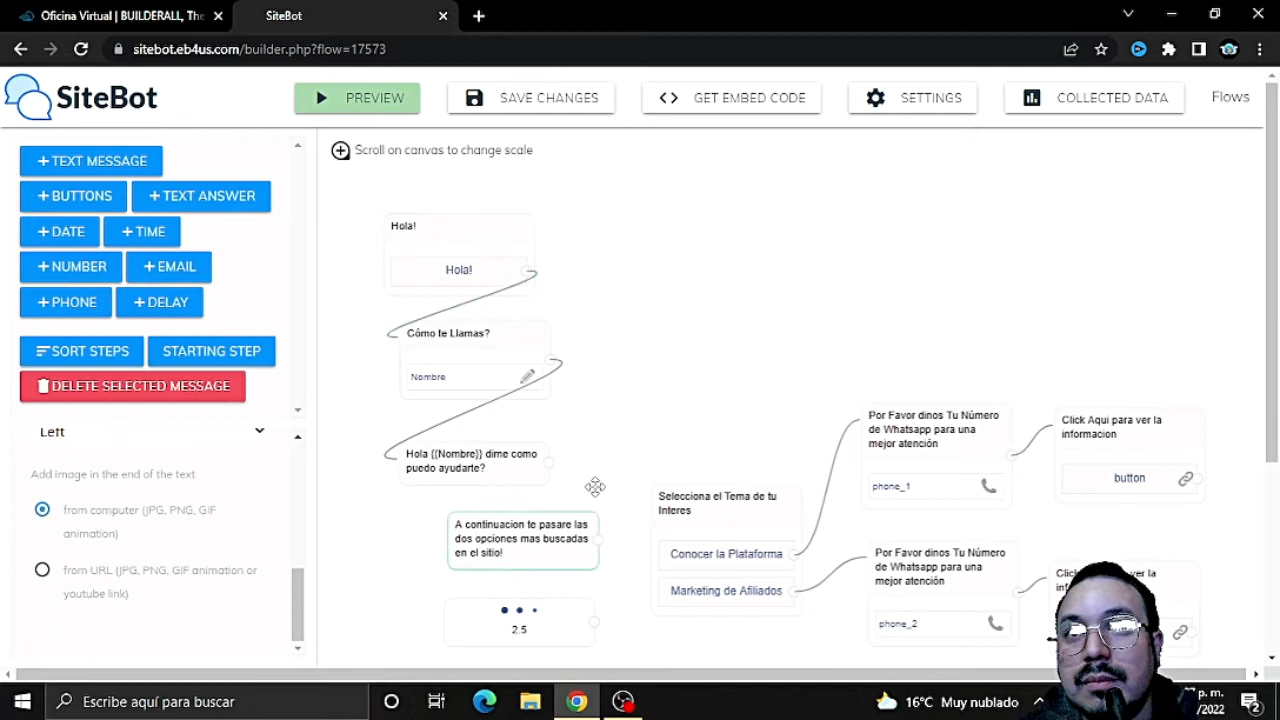 Oficina Virtual | BUILDERALL, The
SiteBot
sitebot.eb4us.com/builder.php?flow=17573
SiteBot
PREVIEW
SAVE CHANGES
GET EMBED CODE
SETTINGS
COLLECTED DATA
Flows
+ TEXT MESSAGE
+ BUTTONS
+ TEXT ANSWER
+ DATE
+ TIME
+ NUMBER
+ EMAIL
+ PHONE
+ DELAY
SORT STEPS
STARTING STEP
DELETE SELECTED MESSAGE
Left
Add image in the end of the text
from computer (JPG, PNG, GIF
animation)
from URL (JPG, PNG, GIF animation or
youtube link)
Scroll on canvas to change scale
Hola!
Hola!
Cómo te Llamas?
Nombre
Hola {{Nombre}} dime como
puedo ayudarte?
A continuacion te pasare las
dos opciones mas buscadas
en el sitio!
2.5
Selecciona el Tema de tu
Interes
Conocer la Plataforma
Marketing de Afiliados
Por Favor dinos Tu Número
de Whatsapp para una
mejor atención
phone_1
Click Aqui para ver la
informacion
button
Por Favor dinos Tu Número
de Whatsapp para una
mejor atención
phone_2
ver la
Escribe aquí para buscar
16°C Muy nublado
p. m.
/2022
2